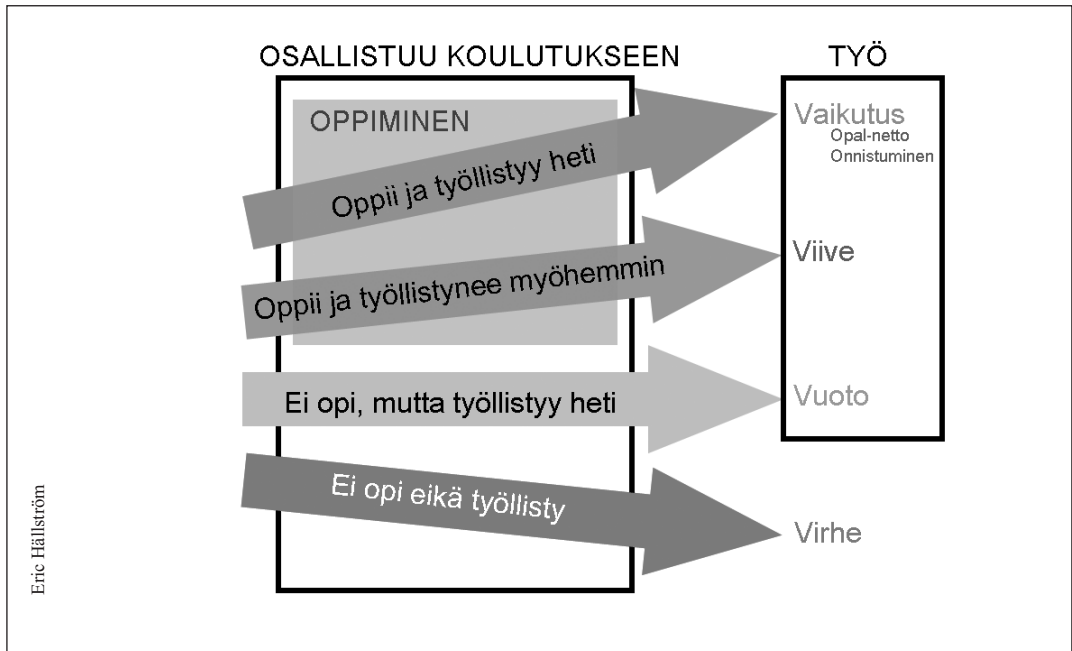 OSALLISTUU KOULUTUKSEEN
TYÖ
OPPIMINEN
Oppii ja työllistyy heti
Vaikutus
Opal-netto
Onnistuminen
Oppii ja työllistynee myöhemmin
Viive
Ei opi, mutta työllistyy heti
Vuoto
Ei opi eikä työllisty
Virhe
Eric Hällström